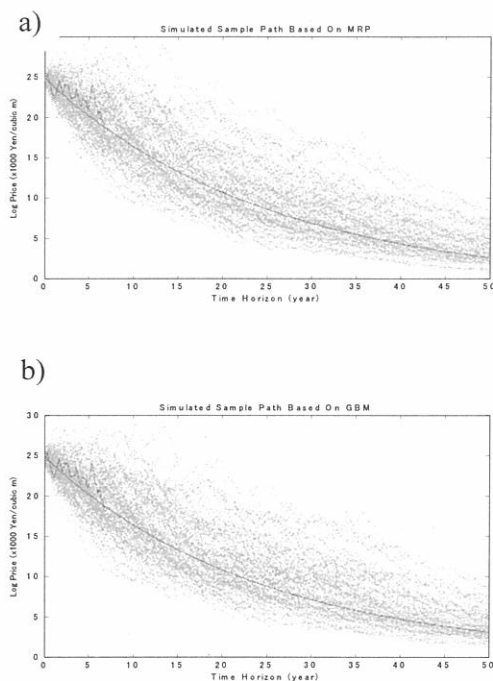 a)
Simulated Sample Path Based On MRP
Log Price (x1000 Yen/cubic m)
25
20
15
10
5
0
0 5 10 15 20 25 30 35 40 45 50
Time Horizon (year)
b)
Simulated Sample Path Based On GBM
Log Price (x1000 Yen/cubic m)
30
25
20
15
10
5
0
0 5 10 15 20 25 30 35 40 45 50
Time Horizon (year)